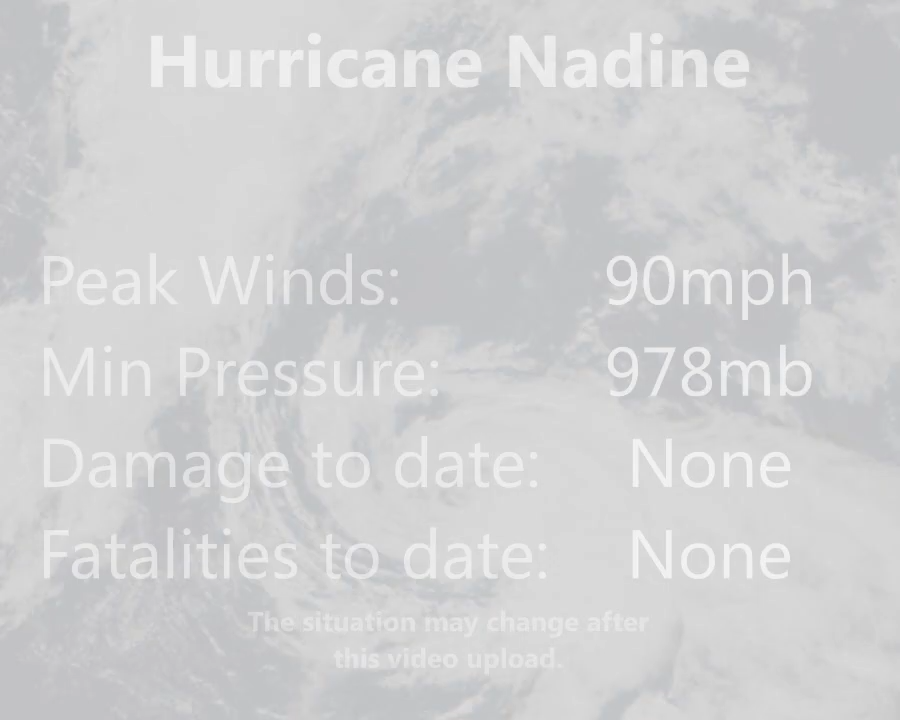 Hurricane Nadine
Peak Winds: 90mph
Min Pressure: 978mb
Damage to date: None
Fatalities to date: None
The situation may change after
this video upload.